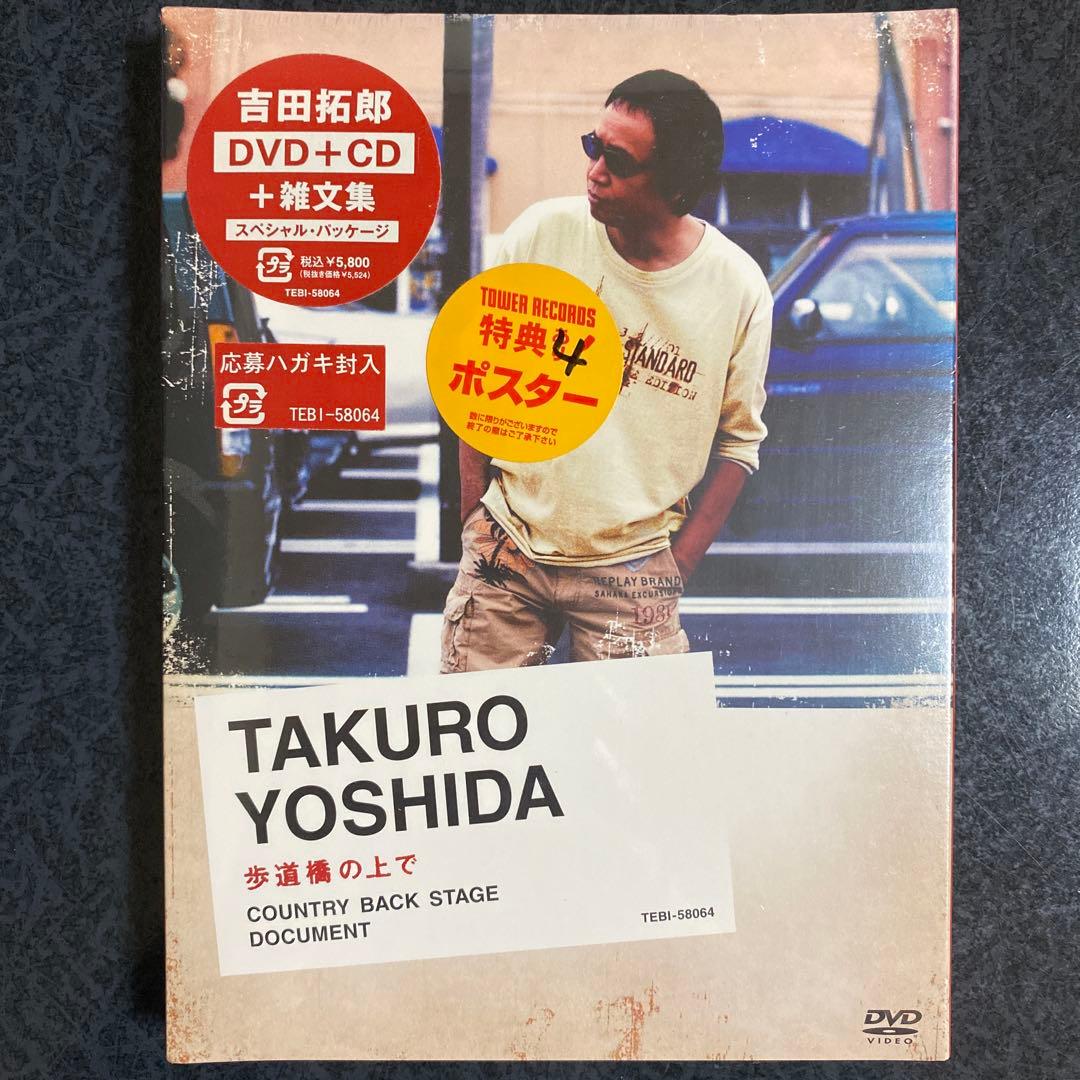 吉田拓郎
DVD+CD
+雑文集
スペシャル・パッケージ
プラ
税込￥5,800
(税抜き価格￥5,524)
TEBI-58064
応募ハガキ封入
プラ
TEBI-58064
TOWER RECORDS
特典
4
ポスター
数に限りがございますので
終了の際はご了承下さい
STANDARD
EDITION
REPLAY BRAND
SAHARA EXCURSION
1981
TAKURO
YOSHIDA
歩道橋の上で
COUNTRY BACK STAGE
DOCUMENT
TEBI-58064
DVD
VIDEO